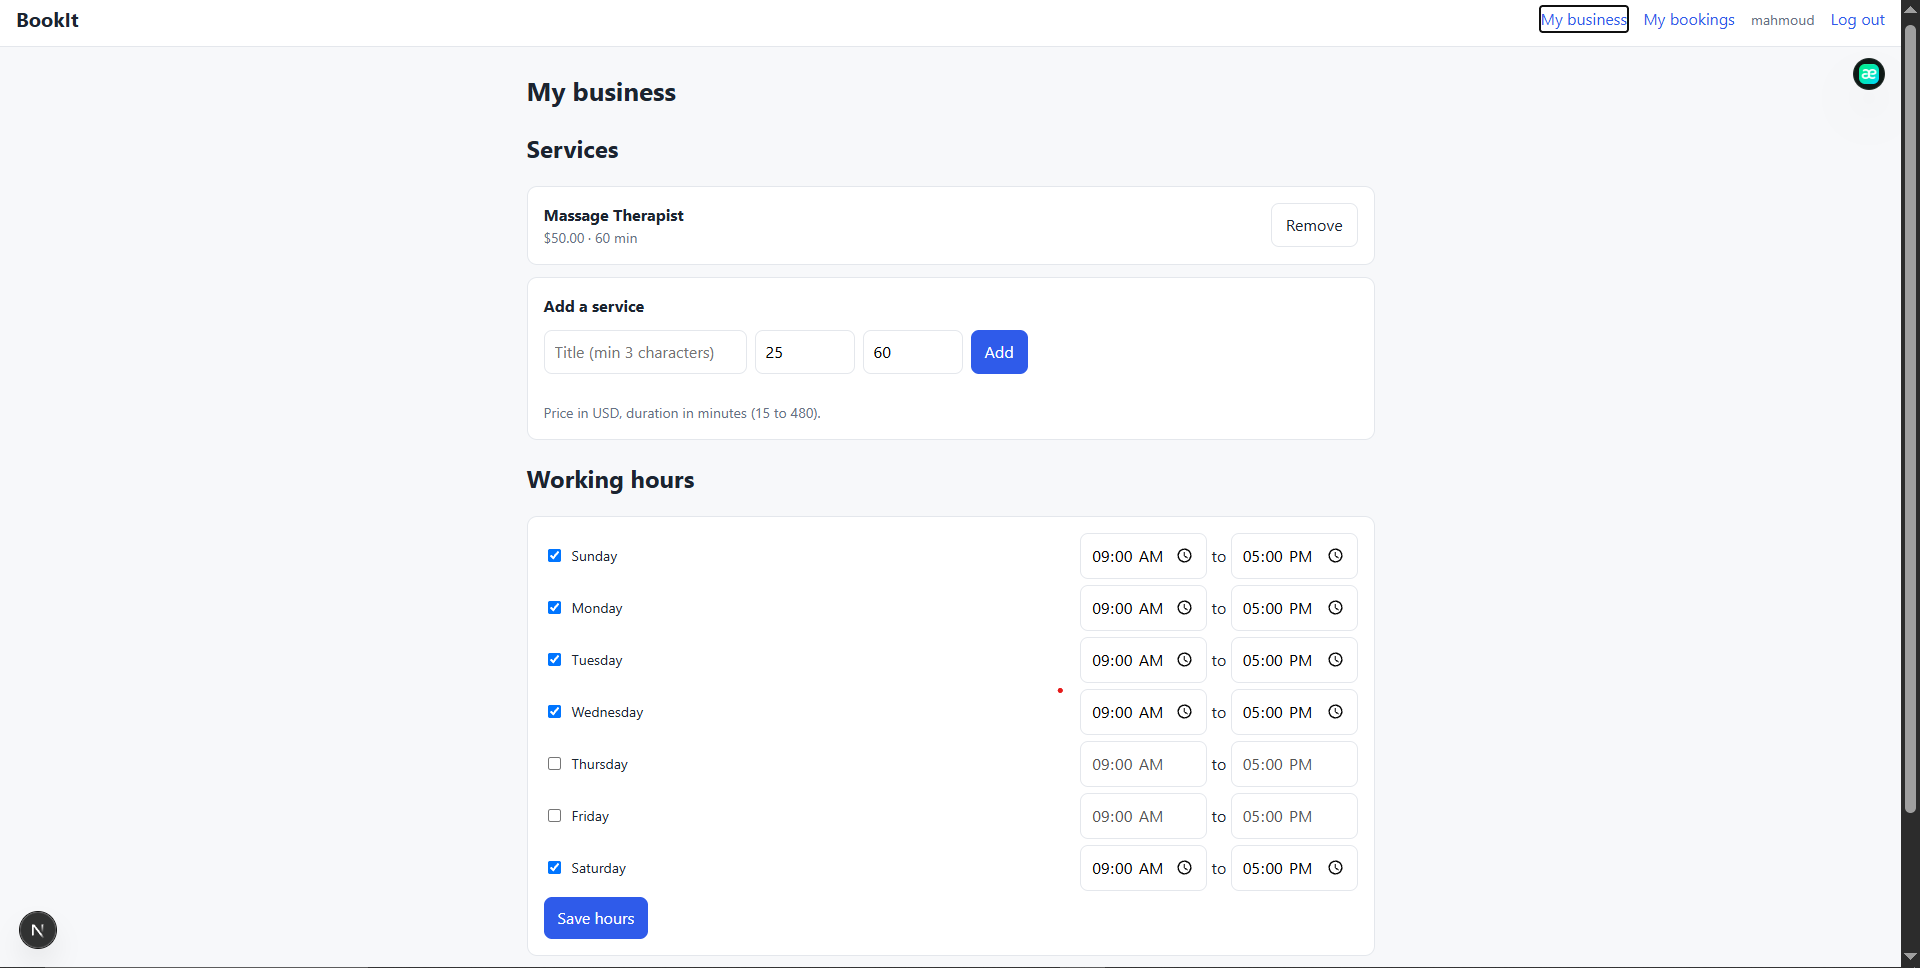 BookIt
My business My bookings mahmoud Log out
æ
My business
Services
Massage Therapist
$50.00 · 60 min
Remove
Add a service
Title (min 3 characters) 25 60 Add
Price in USD, duration in minutes (15 to 480).
Working hours
Sunday 09:00 AM to 05:00 PM
Monday 09:00 AM to 05:00 PM
Tuesday 09:00 AM to 05:00 PM
Wednesday 09:00 AM to 05:00 PM
Thursday 09:00 AM to 05:00 PM
Friday 09:00 AM to 05:00 PM
Saturday 09:00 AM to 05:00 PM
Save hours
N